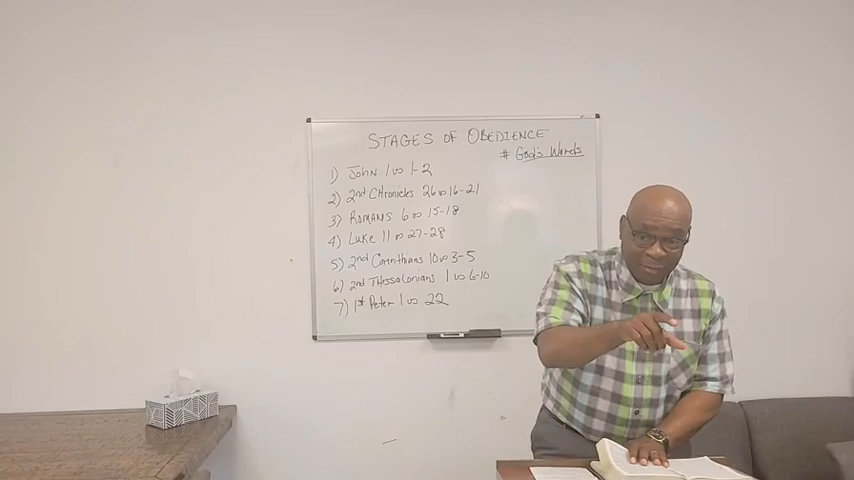 STAGES OF OBEDIENCE
# God's Words
1) John 1 vs 1-2
2) 2nd Chronicles 26 vs 16-21
3) Romans 6 vs 15-18
4) Luke 11 vs 27-28
5) 2nd Corinthians 10 vs 3-5
6) 2nd Thessalonians 1 vs 6-10
7) 1st Peter 1 vs 22